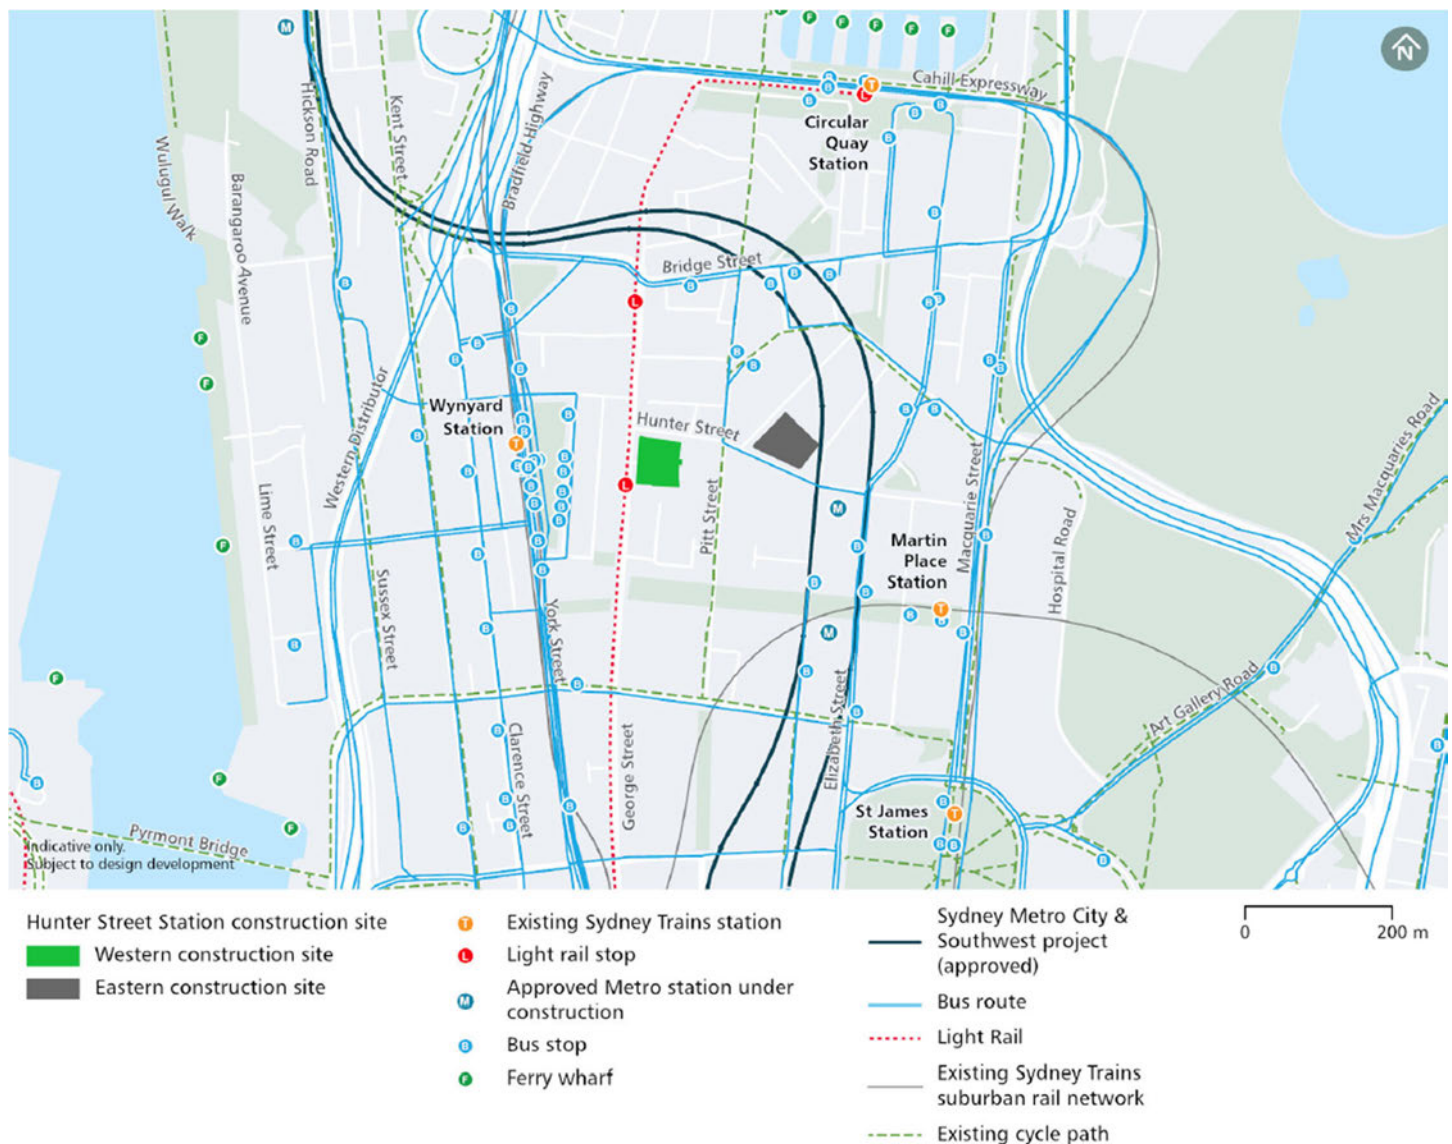 N
Cahill Expressway
Circular
Quay
Station
Hickson Road
Kent Street
Bradfield Highway
Wulugul Walk
Barangaroo Avenue
Bridge Street
Western Distributor
Wynyard
Station
Hunter Street
Mrs Macquaries Road
Lime Street
Pitt Street
Macquarie Street
Martin
Place
Station
Hospital Road
Sussex Street
York Street
Elizabeth Street
Art Gallery Road
Clarence Street
George Street
St James
Station
Pyrmont Bridge
Indicative only.
Subject to design development
Hunter Street Station construction site
Western construction site
Eastern construction site
T Existing Sydney Trains station
L Light rail stop
M Approved Metro station under
construction
B Bus stop
F Ferry wharf
Sydney Metro City &
Southwest project
(approved)
Bus route
Light Rail
Existing Sydney Trains
suburban rail network
Existing cycle path
0 200 m